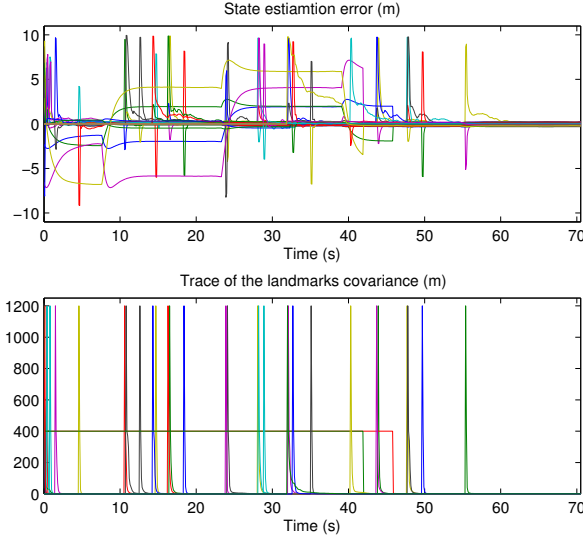 State estiamtion error (m)
10
5
0
−5
−10
0 10 20 30 40 50 60 70
Time (s)
Trace of the landmarks covariance (m)
1200
1000
800
600
400
200
0
0 10 20 30 40 50 60 70
Time (s)